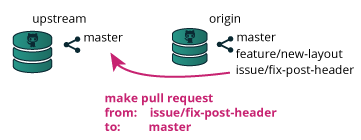 upstream
origin
master
master
feature/new-layout
issue/fix-post-header
make pull request
from: issue/fix-post-header
to: master